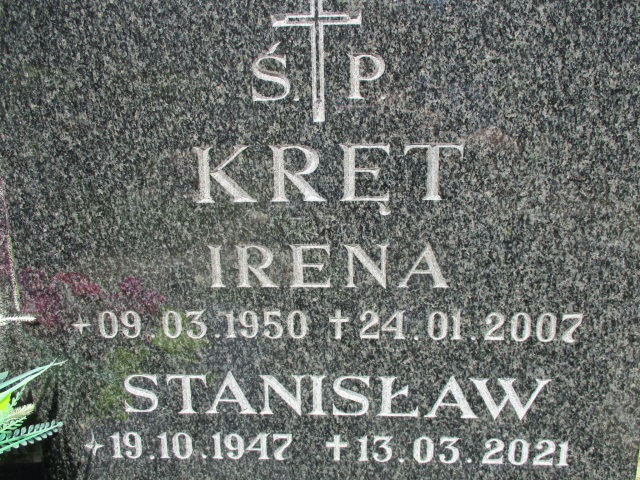 Ś. P.
KRĘT
IRENA
+09.03.1950 †24.01.2007
STANISŁAW
+19.10.1947 †13.03.2021